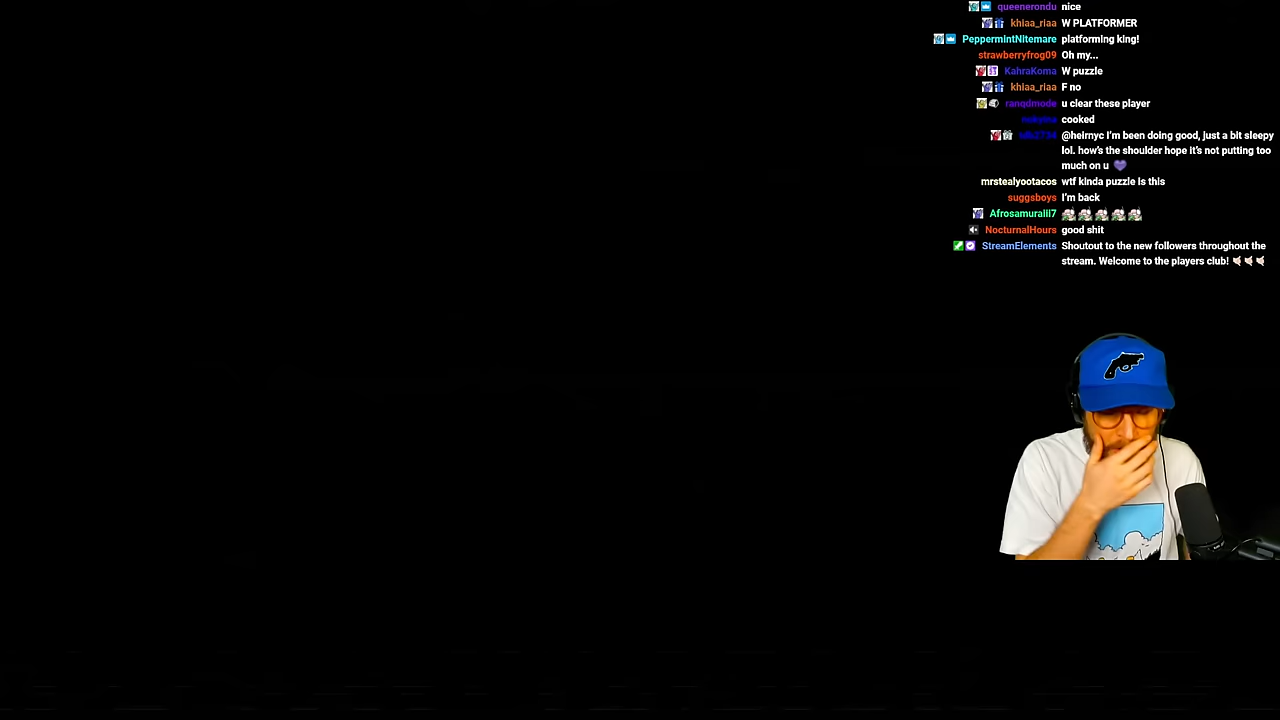 queenerondu nice
khiaa_riaa W PLATFORMER
PeppermintNitemare platforming king!
strawberryfrog09 Oh my...
KahraKoma W puzzle
khiaa_riaa F no
ranqdmode u clear these player
cooked
@heirnyc I'm been doing good, just a bit sleepy
lol. how's the shoulder hope it's not putting too
much on u 💜
mrstealyootacos wtf kinda puzzle is this
suggsboys I'm back
Afrosamuraiii7
NocturnalHours good shit
StreamElements Shoutout to the new followers throughout the
stream. Welcome to the players club! 🤙🏻🤙🏻🤙🏻